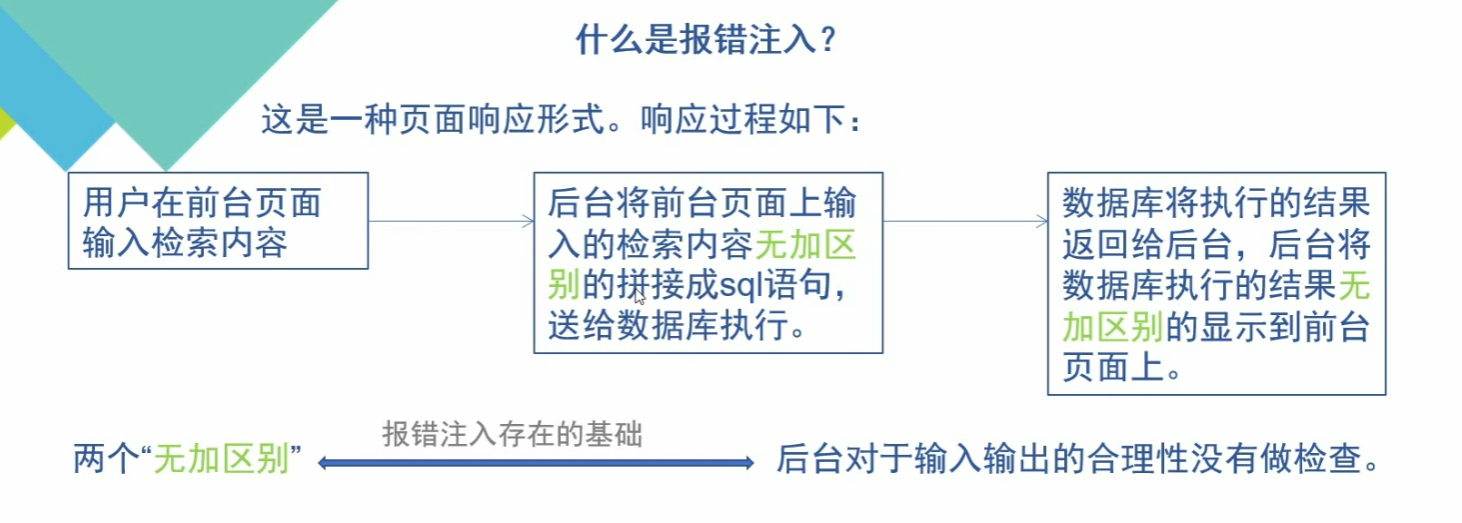 什么是报错注入？
这是一种页面响应形式。响应过程如下：
用户在前台页面
输入检索内容
后台将前台页面上输
入的检索内容无加区
别的拼接成sql语句，
送给数据库执行。
数据库将执行的结果
返回给后台，后台将
数据库执行的结果无
加区别的显示到前台
页面上。
报错注入存在的基础
两个“无加区别”
后台对于输入输出的合理性没有做检查。